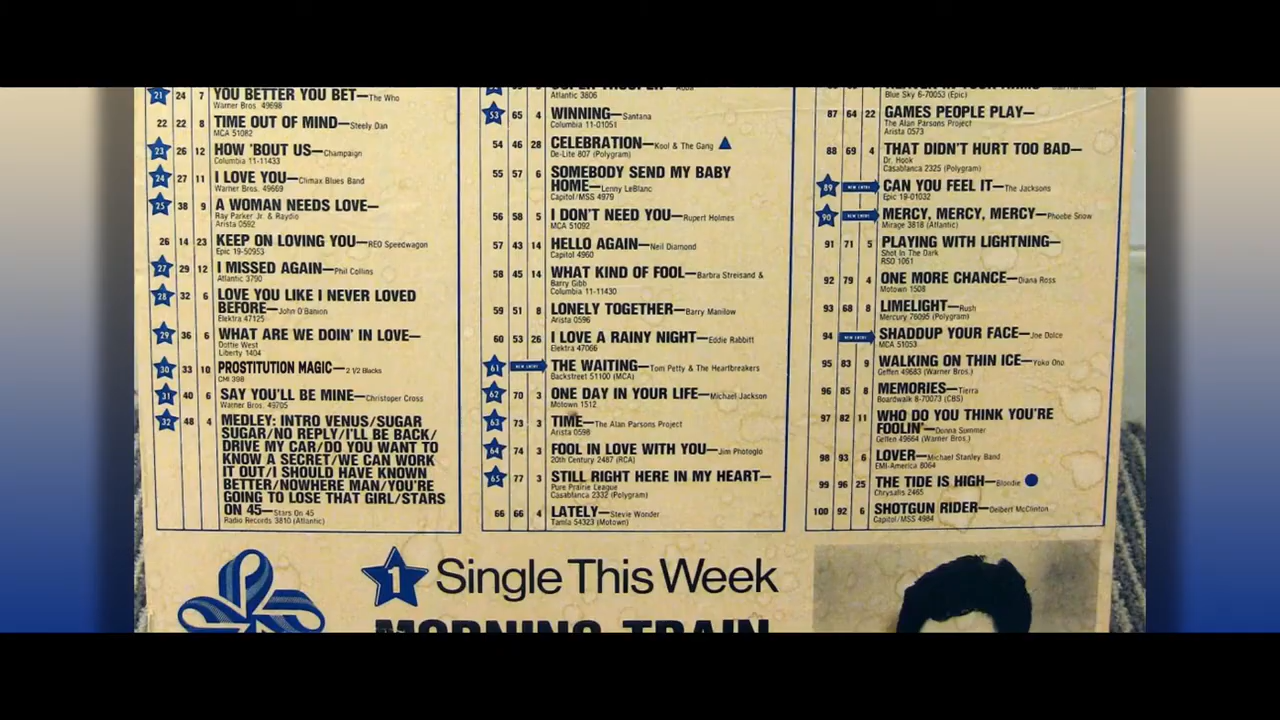 21 24 7 YOU BETTER YOU BET—The Who
Warner Bros. 49698
22 22 8 TIME OUT OF MIND—Steely Dan
MCA 51082
23 26 12 HOW 'BOUT US—Champaign
Columbia 11-11433
24 27 11 I LOVE YOU—Climax Blues Band
Warner Bros. 49669
25 38 9 A WOMAN NEEDS LOVE—
Ray Parker Jr. & Raydio
Arista 0592
26 14 23 KEEP ON LOVING YOU—REO Speedwagon
Epic 19-50953
27 29 12 I MISSED AGAIN—Phil Collins
Atlantic 3790
28 32 6 LOVE YOU LIKE I NEVER LOVED
BEFORE—John O'Banion
Elektra 47125
29 36 6 WHAT ARE WE DOIN' IN LOVE—
Dottie West
Liberty 1404
30 33 10 PROSTITUTION MAGIC—2 1/2 Blacks
CMI 398
31 40 6 SAY YOU'LL BE MINE—Christoper Cross
Warner Bros. 49705
32 48 4 MEDLEY: INTRO VENUS/SUGAR
SUGAR/NO REPLY/I'LL BE BACK/
DRIVE MY CAR/DO YOU WANT TO
KNOW A SECRET/WE CAN WORK
IT OUT/I SHOULD HAVE KNOWN
BETTER/NOWHERE MAN/YOU'RE
GOING TO LOSE THAT GIRL/STARS
ON 45—Stars On 45
Radio Records 3810 (Atlantic)
Atlantic 3806
53 65 4 WINNING—Santana
Columbia 11-01051
54 46 28 CELEBRATION—Kool & The Gang
De-Lite 807 (Polygram)
55 57 6 SOMEBODY SEND MY BABY
HOME—Lenny LeBlanc
Capitol/MSS 4979
56 58 5 I DON'T NEED YOU—Rupert Holmes
MCA 51092
57 43 14 HELLO AGAIN—Neil Diamond
Capitol 4960
58 45 14 WHAT KIND OF FOOL—Barbra Streisand &
Barry Gibb
Columbia 11-11430
59 51 8 LONELY TOGETHER—Barry Manilow
Arista 0596
60 53 26 I LOVE A RAINY NIGHT—Eddie Rabbitt
Elektra 47066
61 NEW ENTRY THE WAITING—Tom Petty & The Heartbreakers
Backstreet 51100 (MCA)
62 70 3 ONE DAY IN YOUR LIFE—Michael Jackson
Motown 1512
63 73 3 TIME—The Alan Parsons Project
Arista 0598
64 74 3 FOOL IN LOVE WITH YOU—Jim Photoglo
20th Century 2487 (RCA)
65 77 3 STILL RIGHT HERE IN MY HEART—
Pure Prairie League
Casablanca 2332 (Polygram)
66 66 4 LATELY—Stevie Wonder
Tamla 54323 (Motown)
Blue Sky 6-70053 (Epic)
87 64 22 GAMES PEOPLE PLAY—
The Alan Parsons Project
Arista 0573
88 69 4 THAT DIDN'T HURT TOO BAD—
Dr. Hook
Casablanca 2325 (Polygram)
89 NEW ENTRY CAN YOU FEEL IT—The Jacksons
Epic 19-01032
90 NEW ENTRY MERCY, MERCY, MERCY—Phoebe Snow
Mirage 3818 (Atlantic)
91 71 5 PLAYING WITH LIGHTNING—
Shot In The Dark
RSO 1061
92 79 4 ONE MORE CHANCE—Diana Ross
Motown 1508
93 68 8 LIMELIGHT—Rush
Mercury 76095 (Polygram)
94 NEW ENTRY SHADDUP YOUR FACE—Joe Dolce
MCA 51053
95 83 9 WALKING ON THIN ICE—Yoko Ono
Geffen 49683 (Warner Bros.)
96 85 8 MEMORIES—Tierra
Boardwalk 8-70073 (CBS)
97 82 11 WHO DO YOU THINK YOU'RE
FOOLIN'—Donna Summer
Geffen 49664 (Warner Bros.)
98 93 6 LOVER—Michael Stanley Band
EMI-America 8064
99 96 25 THE TIDE IS HIGH—Blondie
Chrysalis 2465
100 92 6 SHOTGUN RIDER—Delbert McClinton
Capitol/MSS 4984
1 Single This Week
MORNING TRAIN